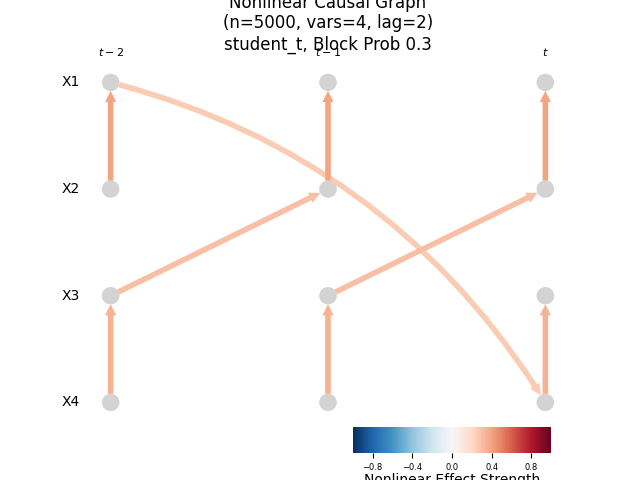 Nonlinear Causal Graph
(n=5000, vars=4, lag=2)
student_t, Block Prob 0.3
t − 2
t − 1
t
X1
X2
X3
X4
−0.8 −0.4 0.0 0.4 0.8
Nonlinear Effect Strength